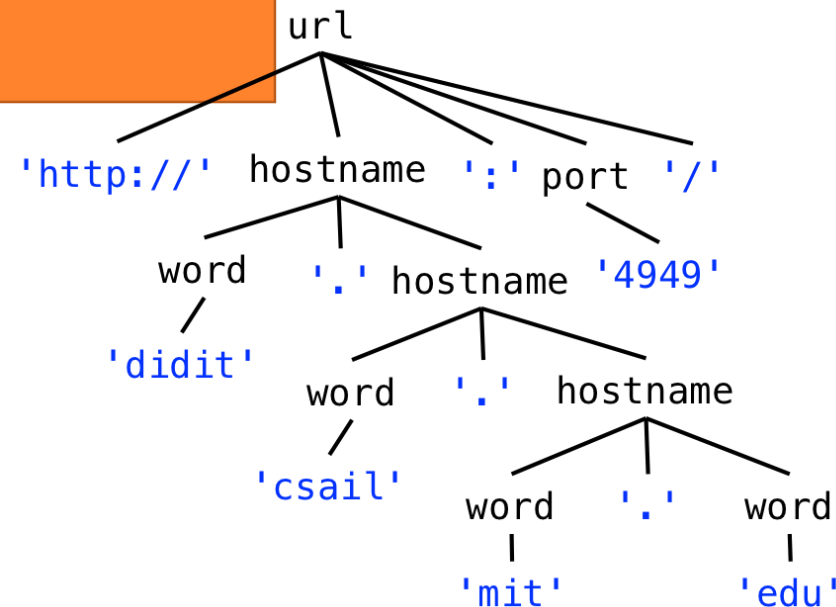 url
'http://' hostname ':' port '/'
word '.' hostname '4949'
'didit' word '.' hostname
'csail' word '.' word
'mit' 'edu'